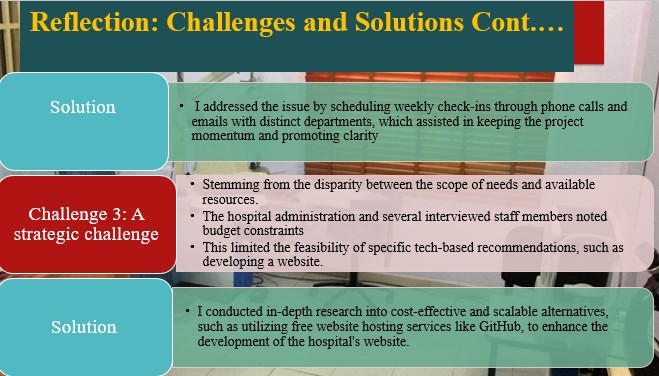 Reflection: Challenges and Solutions Cont.…
Solution
• I addressed the issue by scheduling weekly check-ins through phone calls and
emails with distinct departments, which assisted in keeping the project
momentum and promoting clarity
Challenge 3: A
strategic challenge
• Stemming from the disparity between the scope of needs and available
resources.
• The hospital administration and several interviewed staff members noted
budget constraints
• This limited the feasibility of specific tech-based recommendations, such as
developing a website.
Solution
• I conducted in-depth research into cost-effective and scalable alternatives,
such as utilizing free website hosting services like GitHub, to enhance the
development of the hospital's website.